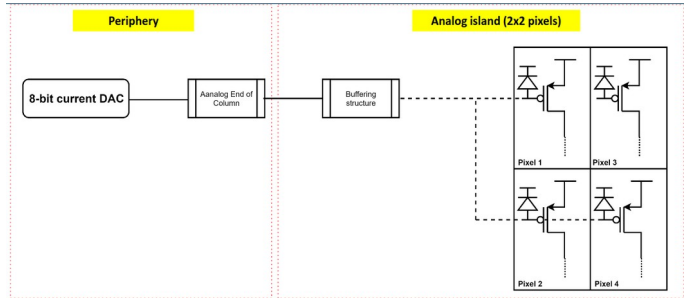 Periphery
Analog island (2x2 pixels)
8-bit current DAC
Aanalog End of
Column
Buffering
structure
Pixel 1
Pixel 3
Pixel 2
Pixel 4